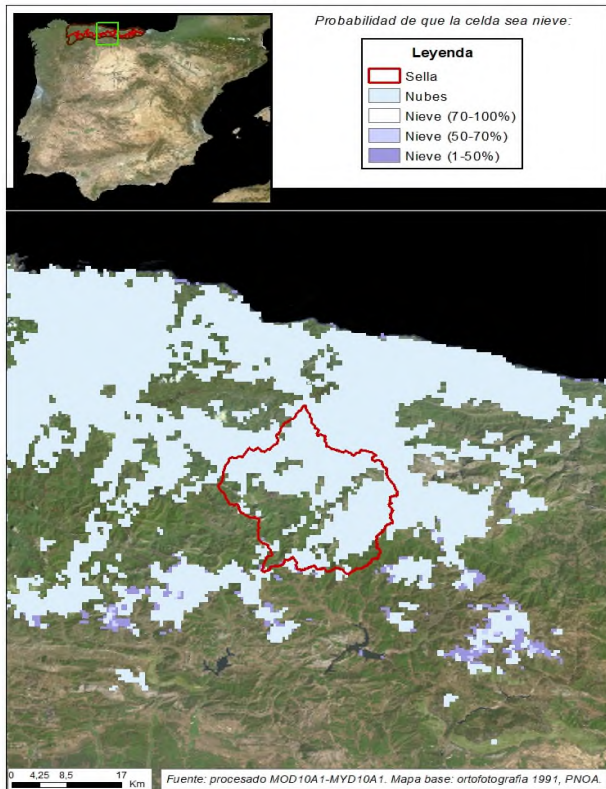 Probabilidad de que la celda sea nieve:
Leyenda
Sella
Nubes
Nieve (70-100%)
Nieve (50-70%)
Nieve (1-50%)
0 4,25 8,5 17
Km
Fuente: procesado MOD10A1-MYD10A1. Mapa base: ortofotografia 1991, PNOA.